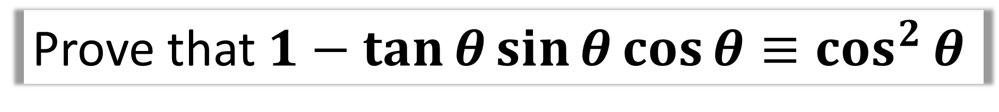 Prove that 1 − tan θ sin θ cos θ ≡ cos² θ